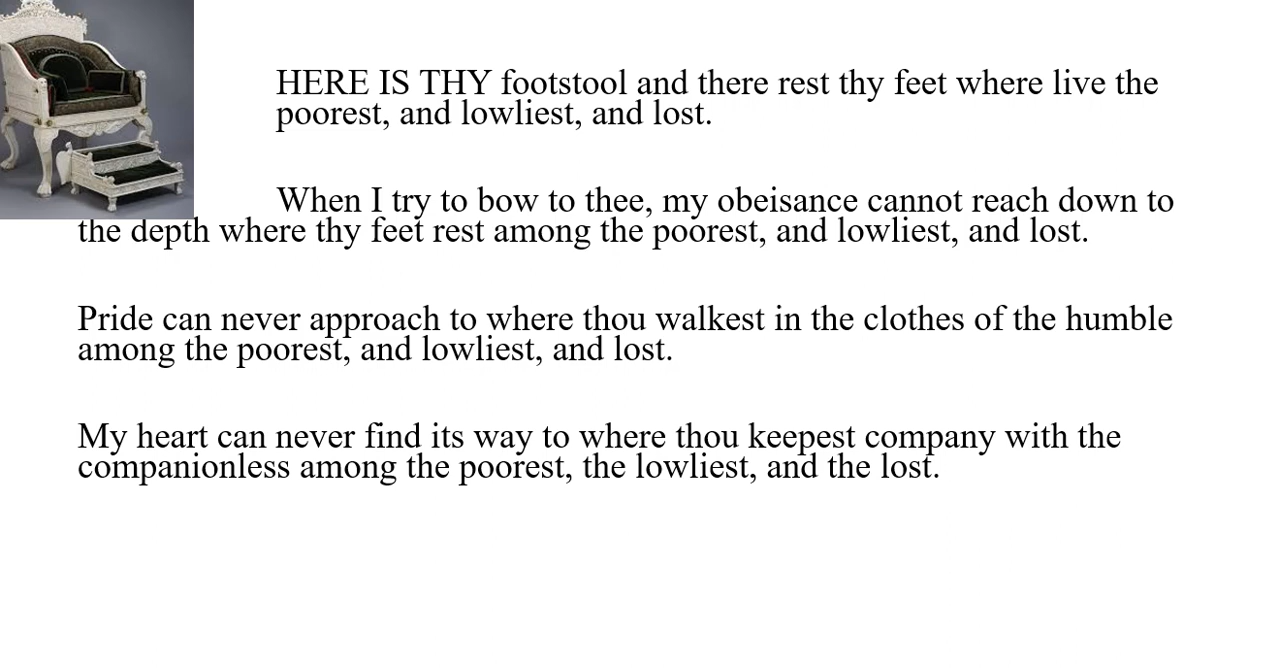 HERE IS THY footstool and there rest thy feet where live the
poorest, and lowliest, and lost.
When I try to bow to thee, my obeisance cannot reach down to
the depth where thy feet rest among the poorest, and lowliest, and lost.
Pride can never approach to where thou walkest in the clothes of the humble
among the poorest, and lowliest, and lost.
My heart can never find its way to where thou keepest company with the
companionless among the poorest, the lowliest, and the lost.